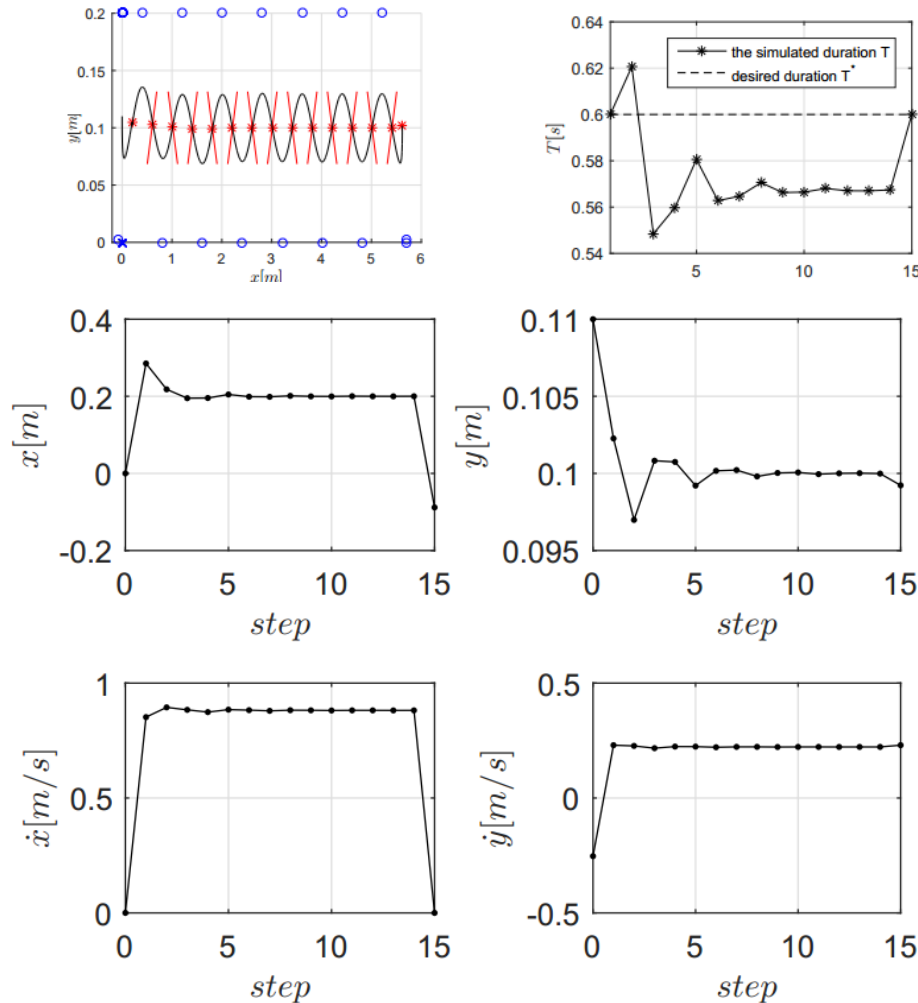 0.2
0.15
0.1
0.05
0
y[m]
0 1 2 3 4 5 6
x[m]
0.64
0.62
0.6
0.58
0.56
0.54
T[s]
the simulated duration T
desired duration T*
5 10 15
0.4
0.2
0
-0.2
x[m]
0 5 10 15
step
0.11
0.105
0.1
0.095
y[m]
0 5 10 15
step
1
0.5
0
ẋ[m/s]
0 5 10 15
step
0.5
0
-0.5
ẏ[m/s]
0 5 10 15
step